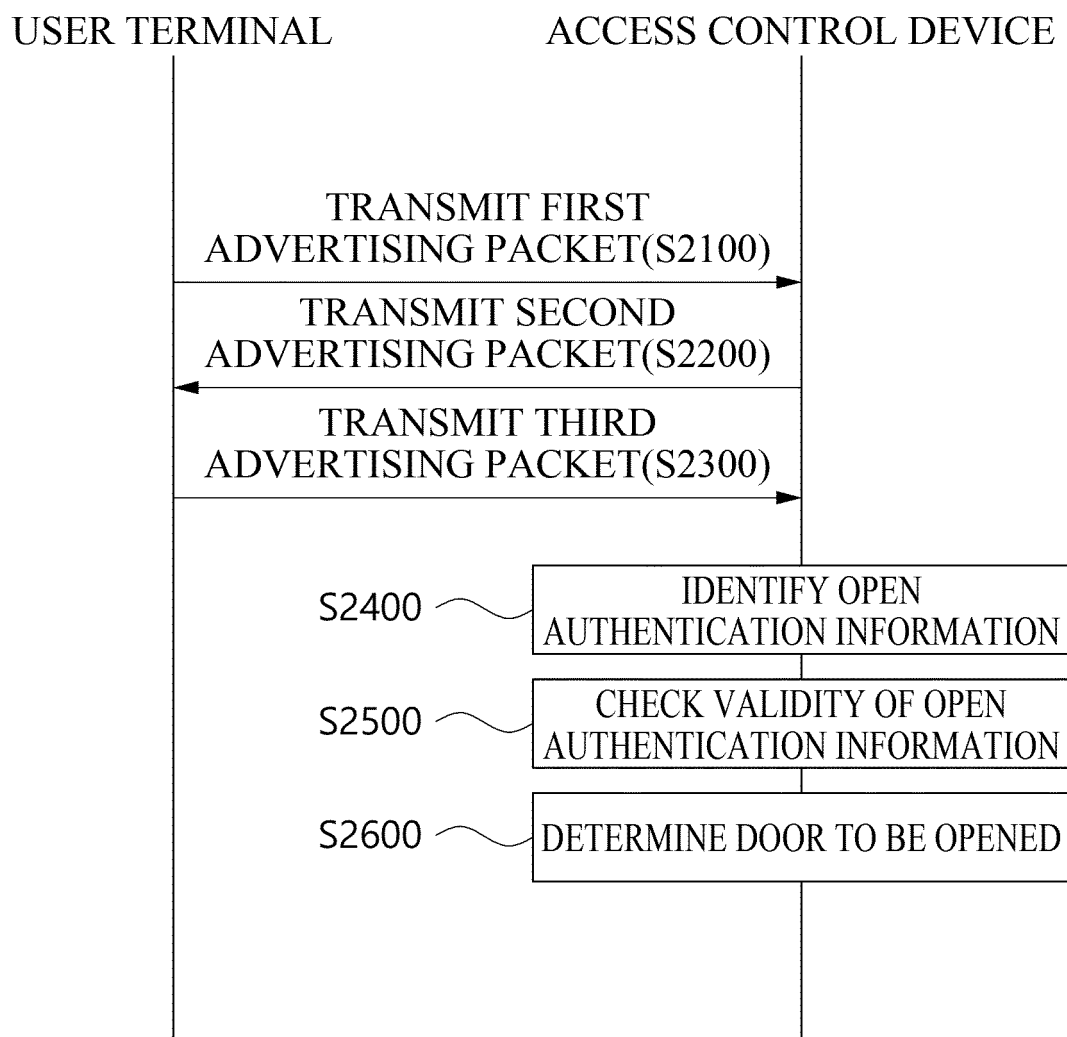 USER TERMINAL
ACCESS CONTROL DEVICE
TRANSMIT FIRST
ADVERTISING PACKET(S2100)
TRANSMIT SECOND
ADVERTISING PACKET(S2200)
TRANSMIT THIRD
ADVERTISING PACKET(S2300)
S2400
IDENTIFY OPEN
AUTHENTICATION INFORMATION
S2500
CHECK VALIDITY OF OPEN
AUTHENTICATION INFORMATION
S2600
DETERMINE DOOR TO BE OPENED